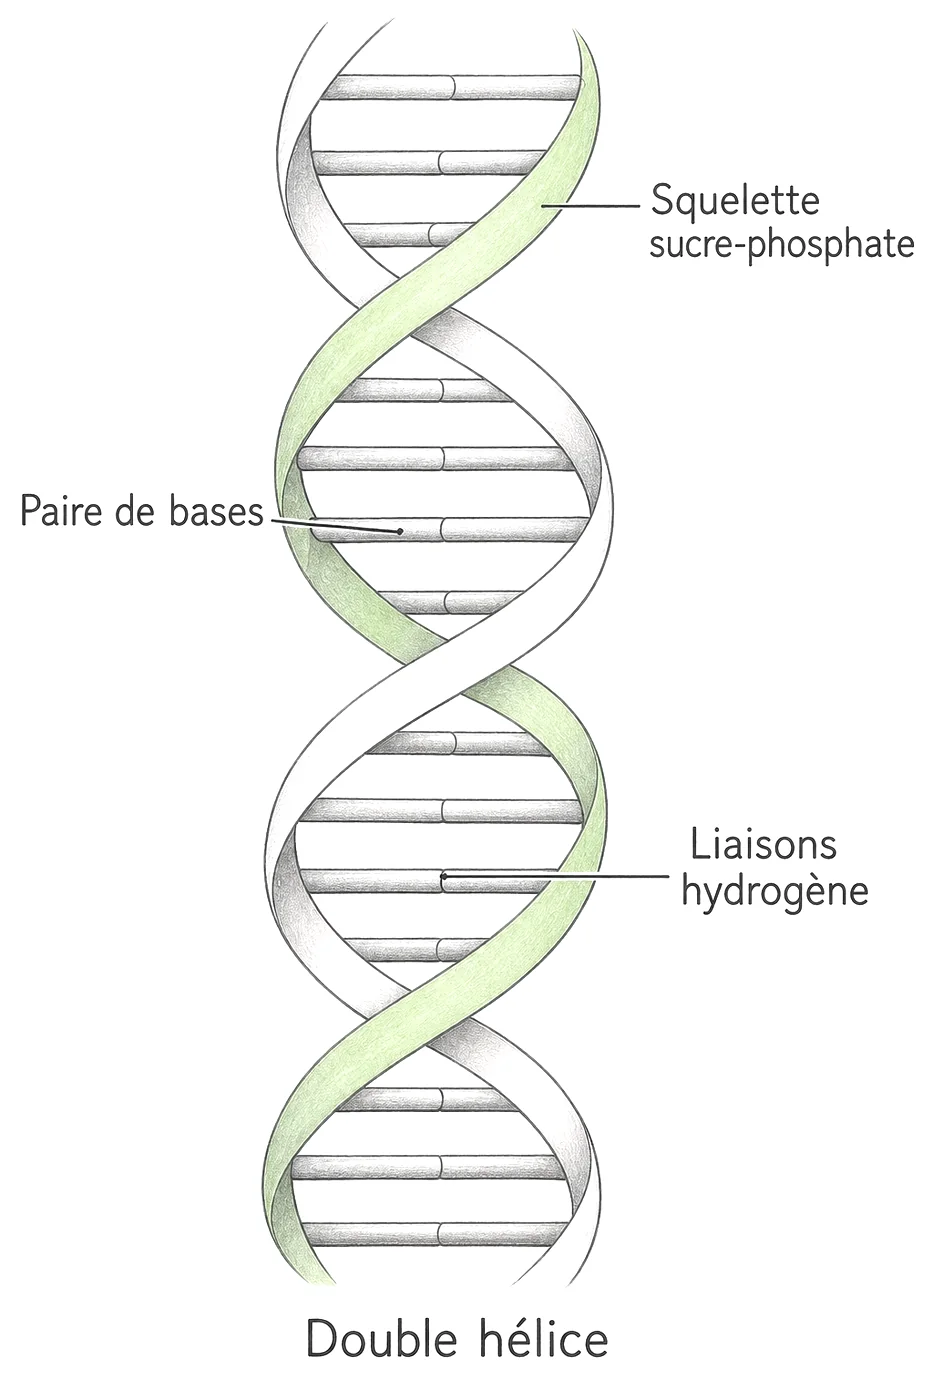 Squelette
sucre-phosphate
Paire de bases
Liaisons
hydrogène
Double hélice